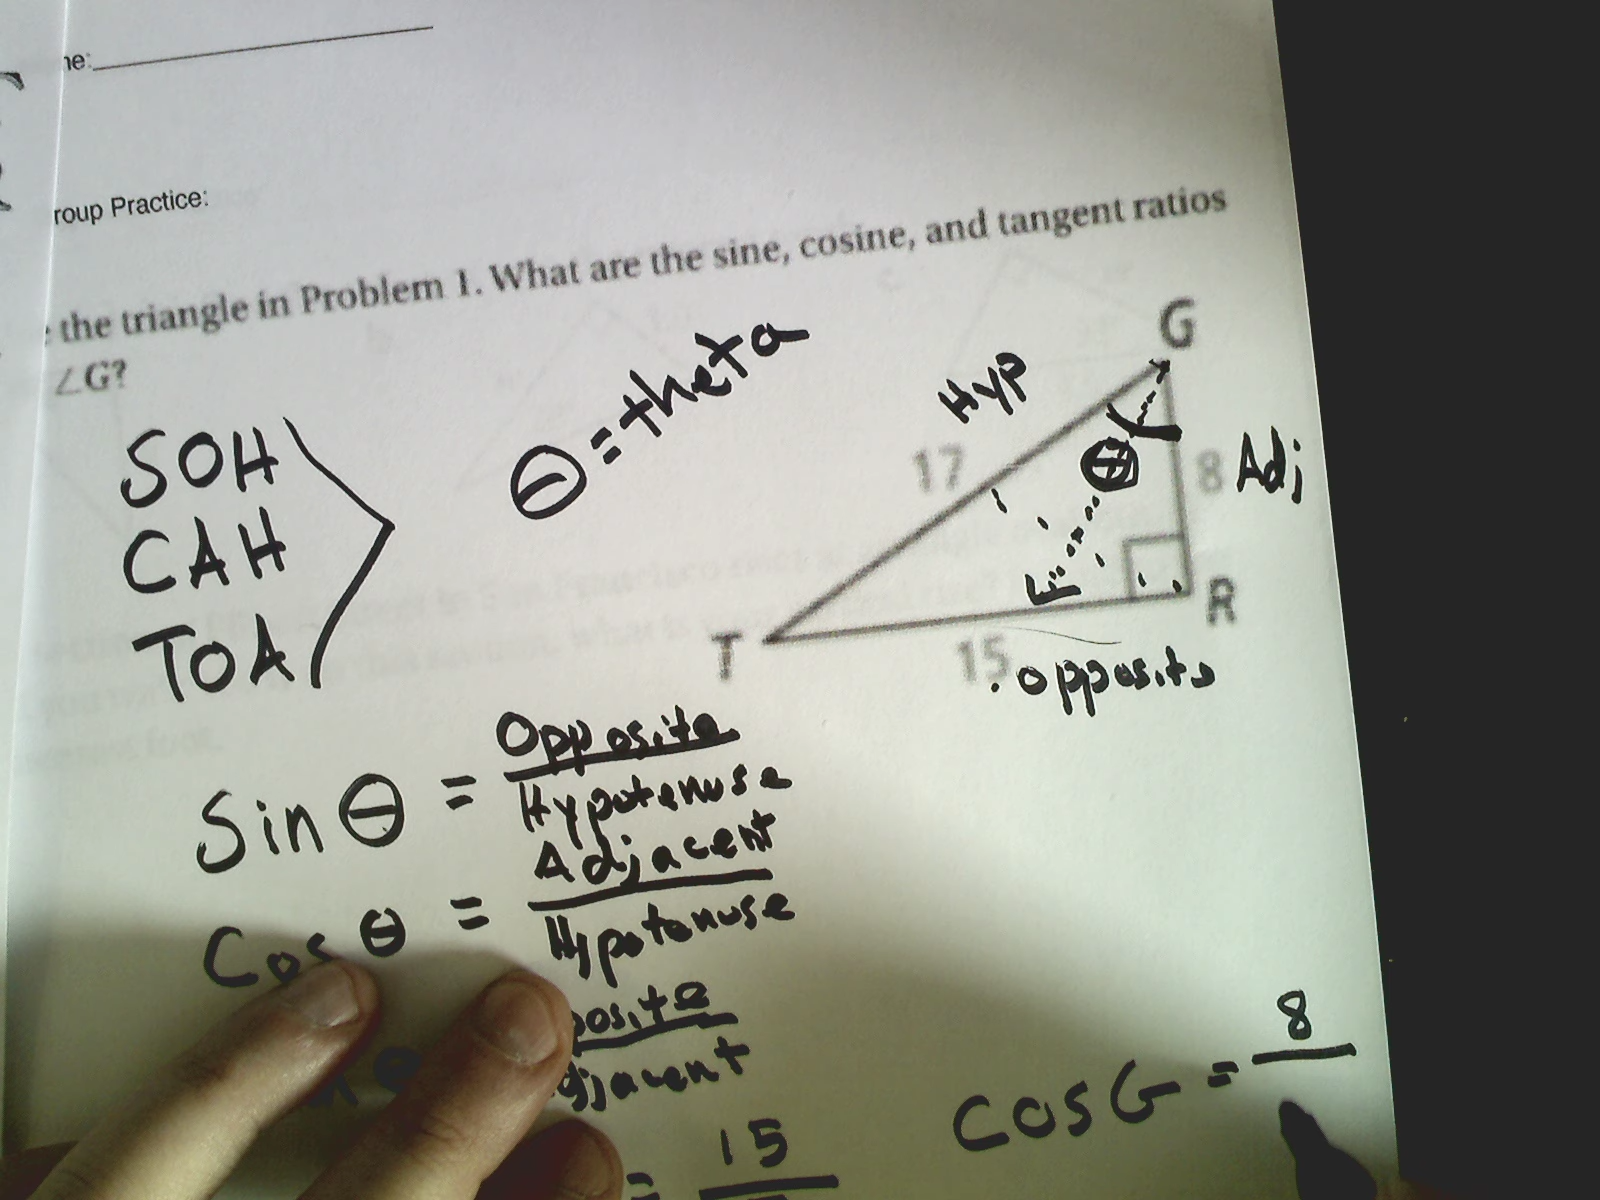 ne:
roup Practice:
the triangle in Problem 1. What are the sine, cosine, and tangent ratios
∠G?
SOH
CAH
TOA
θ = theta
G
Hyp
17
θ
8 Adj
R
T
15 opposite
Sin θ = Opposite
Hypotenuse
Cos θ = Adjacent
Hypotenuse
posite
djacent
= 15
COS G = 8